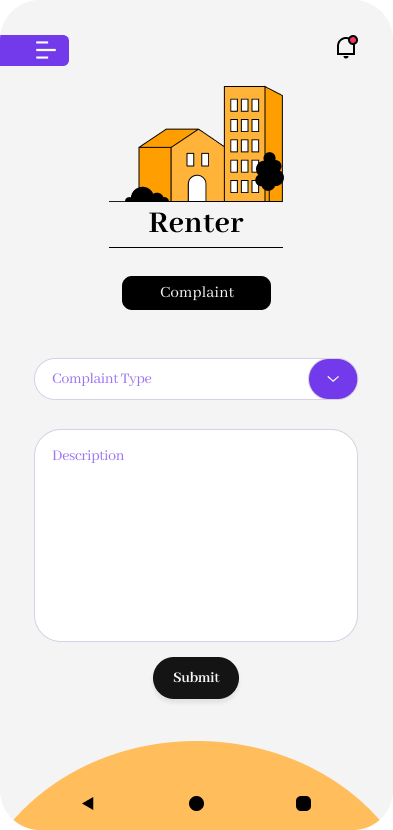 Renter
Complaint
Complaint Type
Description
Submit